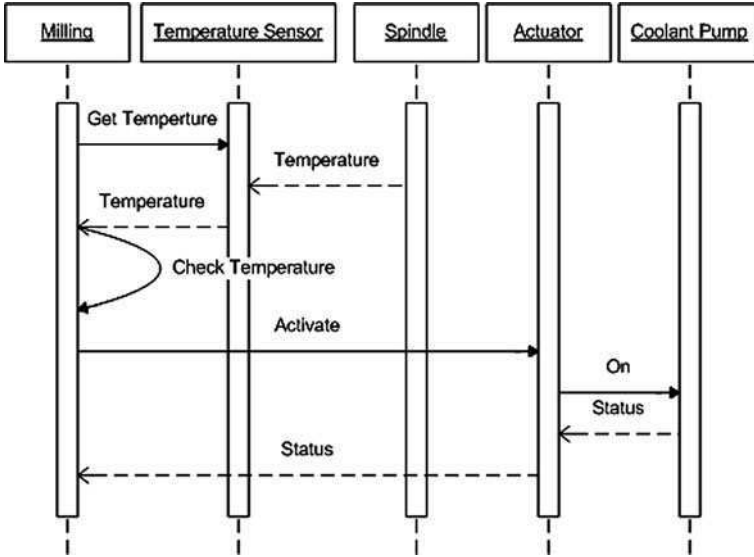 Milling
Temperature Sensor
Spindle
Actuator
Coolant Pump
Get Temperture
Temperature
Temperature
Check Temperature
Activate
On
Status
Status